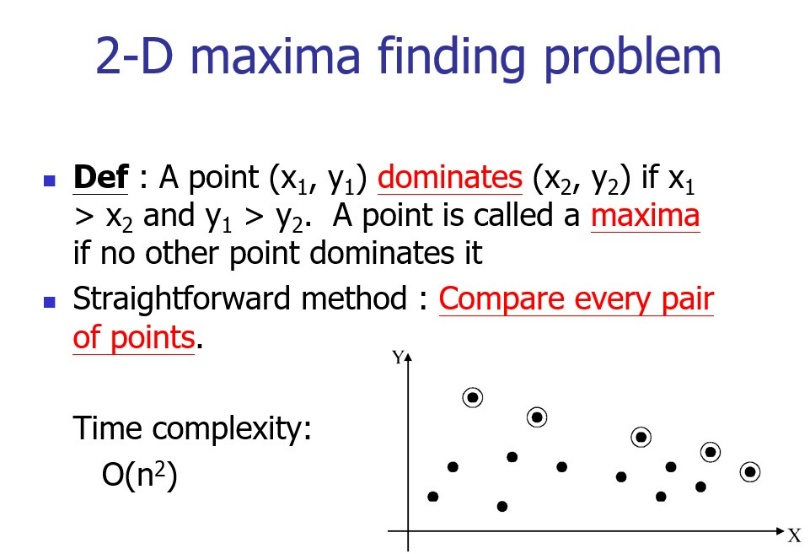 2-D maxima finding problem
Def : A point (x₁, y₁) dominates (x₂, y₂) if x₁
> x₂ and y₁ > y₂. A point is called a maxima
if no other point dominates it
Straightforward method : Compare every pair
of points.
Y
Time complexity:
O(n²)
X